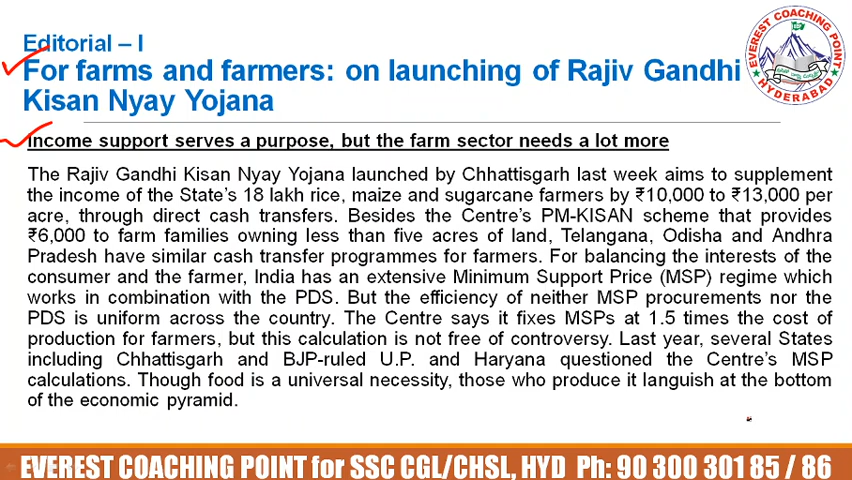 Editorial – I
For farms and farmers: on launching of Rajiv Gandhi
Kisan Nyay Yojana
EVEREST COACHING POINT
HYDERABAD
Income support serves a purpose, but the farm sector needs a lot more
The Rajiv Gandhi Kisan Nyay Yojana launched by Chhattisgarh last week aims to supplement
the income of the State's 18 lakh rice, maize and sugarcane farmers by ₹10,000 to ₹13,000 per
acre, through direct cash transfers. Besides the Centre's PM-KISAN scheme that provides
₹6,000 to farm families owning less than five acres of land, Telangana, Odisha and Andhra
Pradesh have similar cash transfer programmes for farmers. For balancing the interests of the
consumer and the farmer, India has an extensive Minimum Support Price (MSP) regime which
works in combination with the PDS. But the efficiency of neither MSP procurements nor the
PDS is uniform across the country. The Centre says it fixes MSPs at 1.5 times the cost of
production for farmers, but this calculation is not free of controversy. Last year, several States
including Chhattisgarh and BJP-ruled U.P. and Haryana questioned the Centre's MSP
calculations. Though food is a universal necessity, those who produce it languish at the bottom
of the economic pyramid.
EVEREST COACHING POINT for SSC CGL/CHSL, HYD Ph: 90 300 301 85 / 86